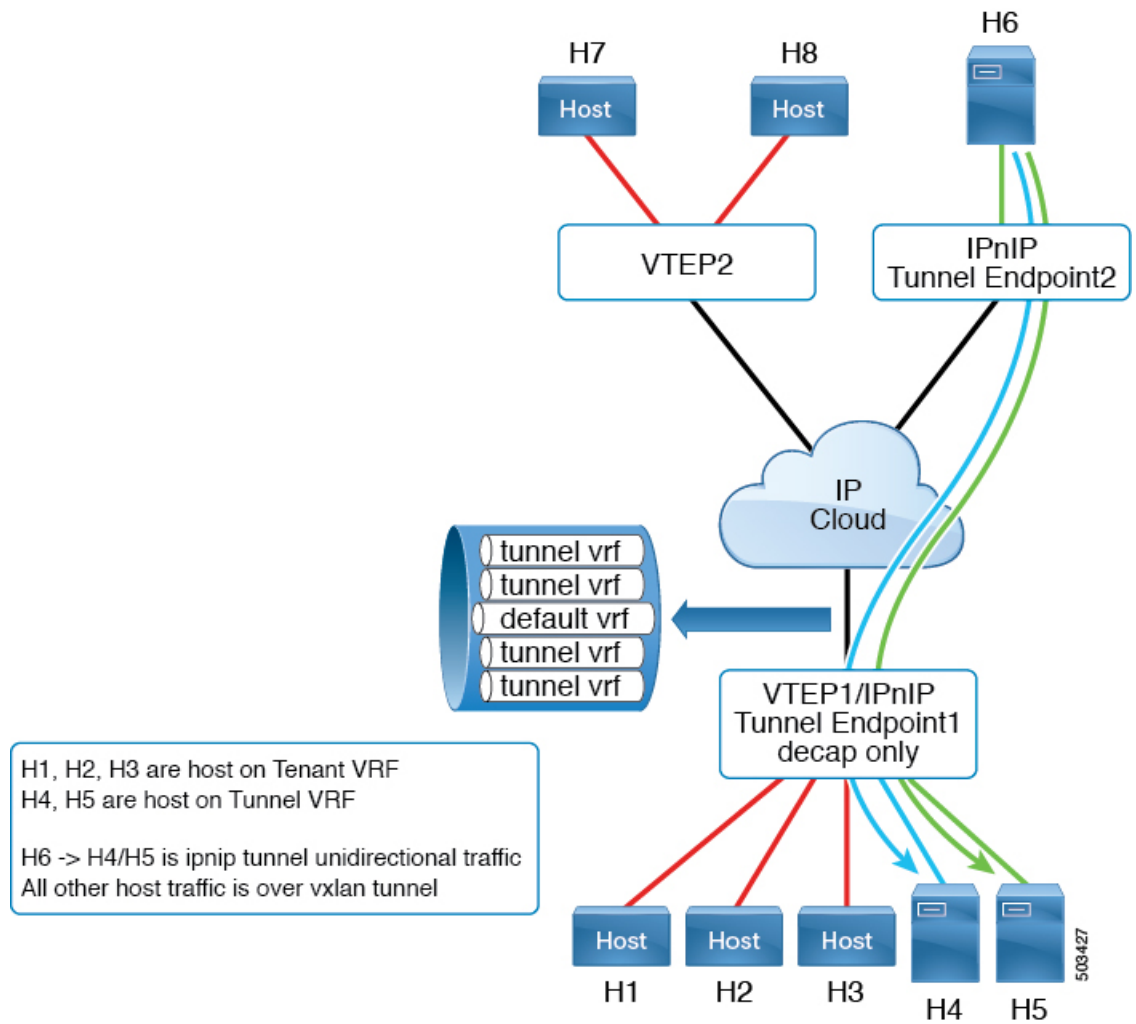 H6
H7
H8
Host
Host
VTEP2
IPnIP
Tunnel Endpoint2
IP
Cloud
tunnel vrf
tunnel vrf
default vrf
tunnel vrf
tunnel vrf
VTEP1/IPnIP
Tunnel Endpoint1
decap only
H1, H2, H3 are host on Tenant VRF
H4, H5 are host on Tunnel VRF
H6 -> H4/H5 is ipnip tunnel unidirectional traffic
All other host traffic is over vxlan tunnel
Host
Host
Host
H1
H2
H3
H4
H5
503427